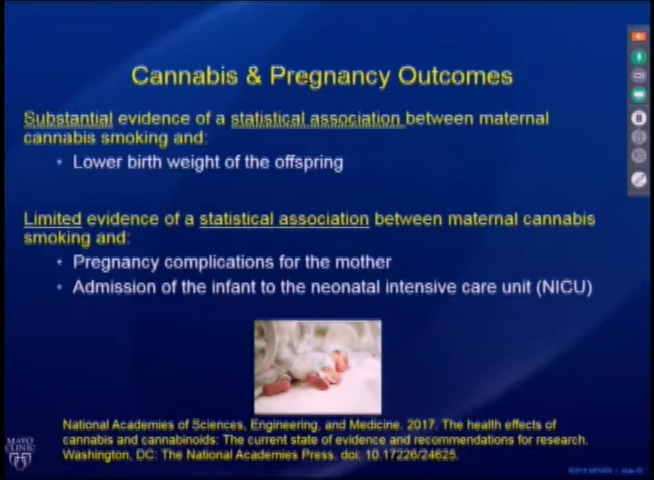 Cannabis & Pregnancy Outcomes
Substantial evidence of a statistical association between maternal
cannabis smoking and:
• Lower birth weight of the offspring
Limited evidence of a statistical association between maternal cannabis
smoking and:
• Pregnancy complications for the mother
• Admission of the infant to the neonatal intensive care unit (NICU)
National Academies of Sciences, Engineering, and Medicine. 2017. The health effects of
cannabis and cannabinoids: The current state of evidence and recommendations for research.
Washington, DC: The National Academies Press. doi: 10.17226/24625.
MAYO
CLINIC